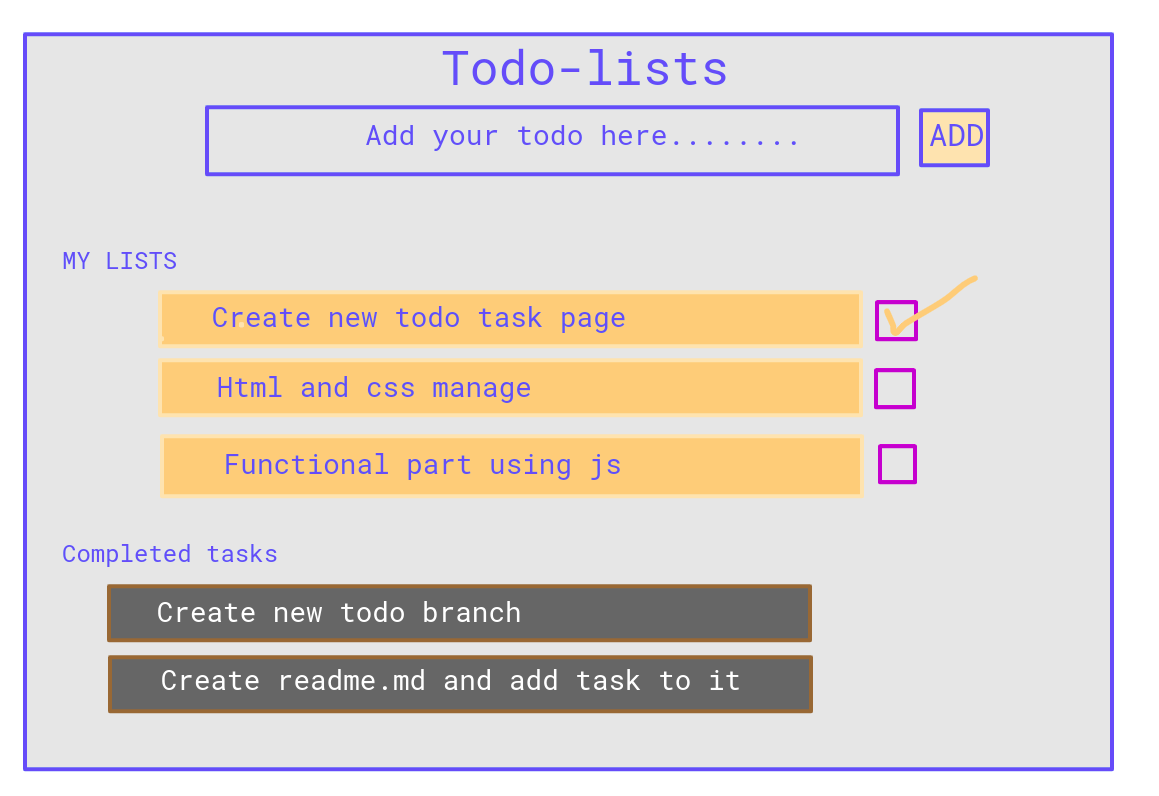 Todo-lists
Add your todo here........
ADD
MY LISTS
Create new todo task page
Html and css manage
Functional part using js
Completed tasks
Create new todo branch
Create readme.md and add task to it